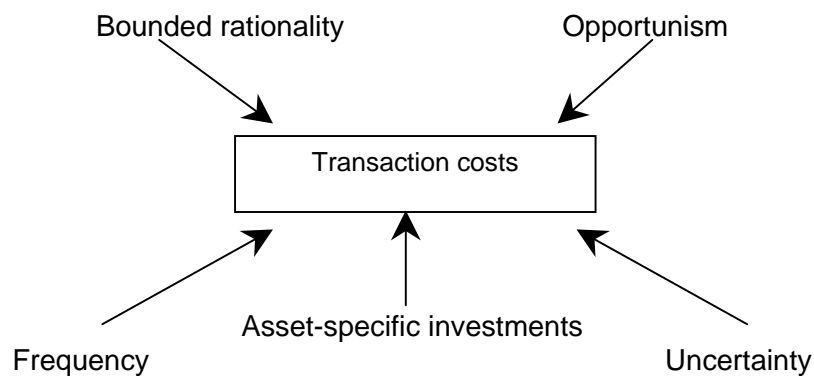 Bounded rationality
Opportunism
Transaction costs
Asset-specific investments
Frequency
Uncertainty